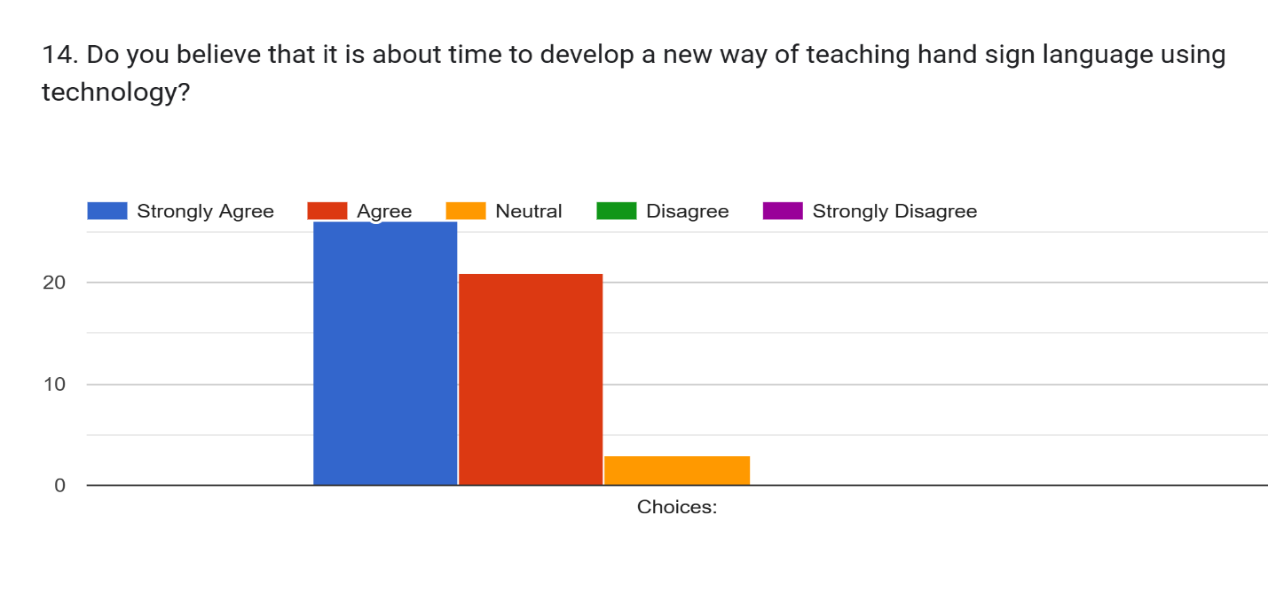 14. Do you believe that it is about time to develop a new way of teaching hand sign language using
technology?
Strongly Agree Agree Neutral Disagree Strongly Disagree
20
10
0
Choices: